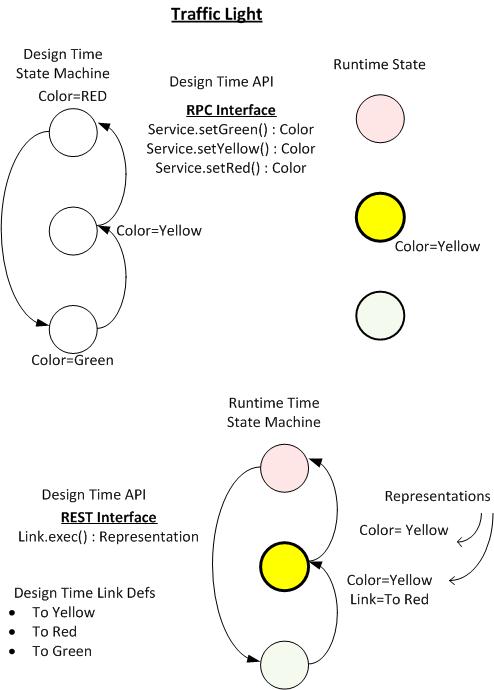 Traffic Light
Design Time
State Machine
Color=RED
Color=Yellow
Color=Green
Design Time API
RPC Interface
Service.setGreen() : Color
Service.setYellow() : Color
Service.setRed() : Color
Runtime State
Color=Yellow
Runtime Time
State Machine
Design Time API
REST Interface
Link.exec() : Representation
Design Time Link Defs
• To Yellow
• To Red
• To Green
Representations
Color= Yellow
Color=Yellow
Link=To Red